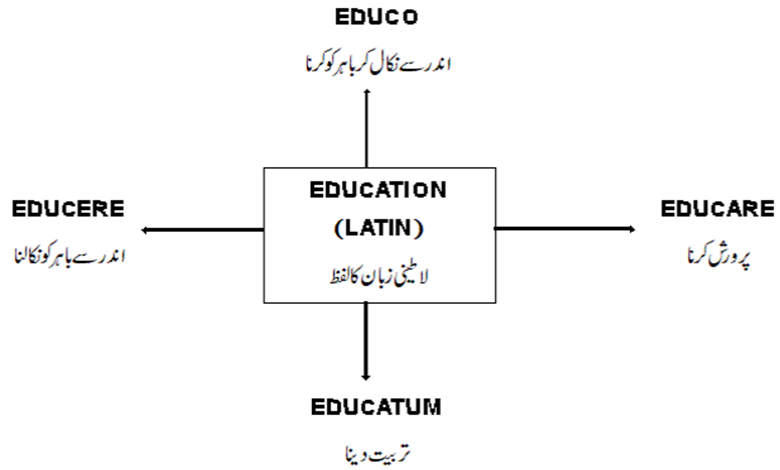 EDUCO
اندر سے نکال کر باہر کو کرنا
EDUCATION
(LATIN)
لاطینی زبان کا لفظ
EDUCERE
اندر سے باہر کو نکالنا
EDUCARE
پرورش کرنا
EDUCATUM
تربیت دینا